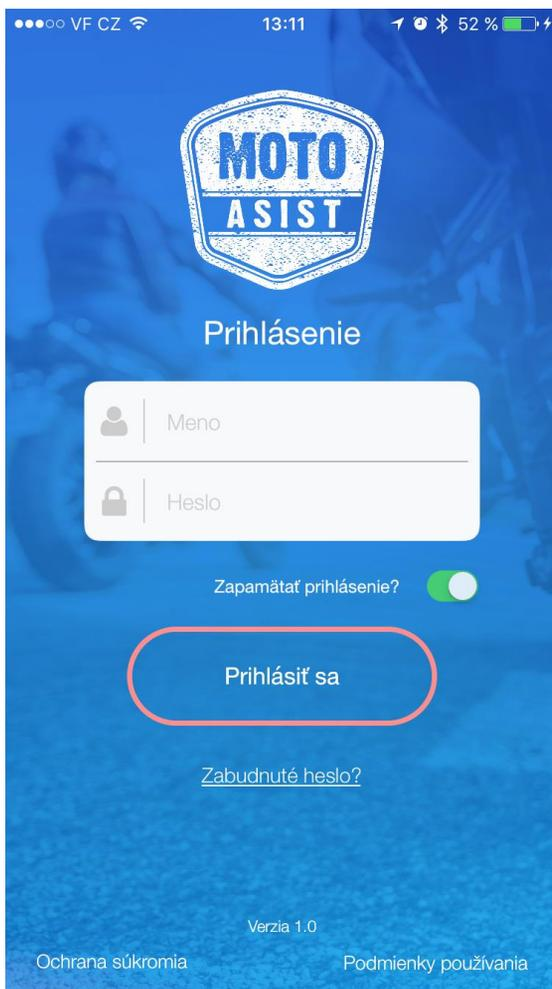 VF CZ 13:11 52 %
MOTO
ASIST
Prihlásenie
Meno
Heslo
Zapamätať prihlásenie?
Prihlásiť sa
Zabudnuté heslo?
Verzia 1.0
Ochrana súkromia Podmienky používania